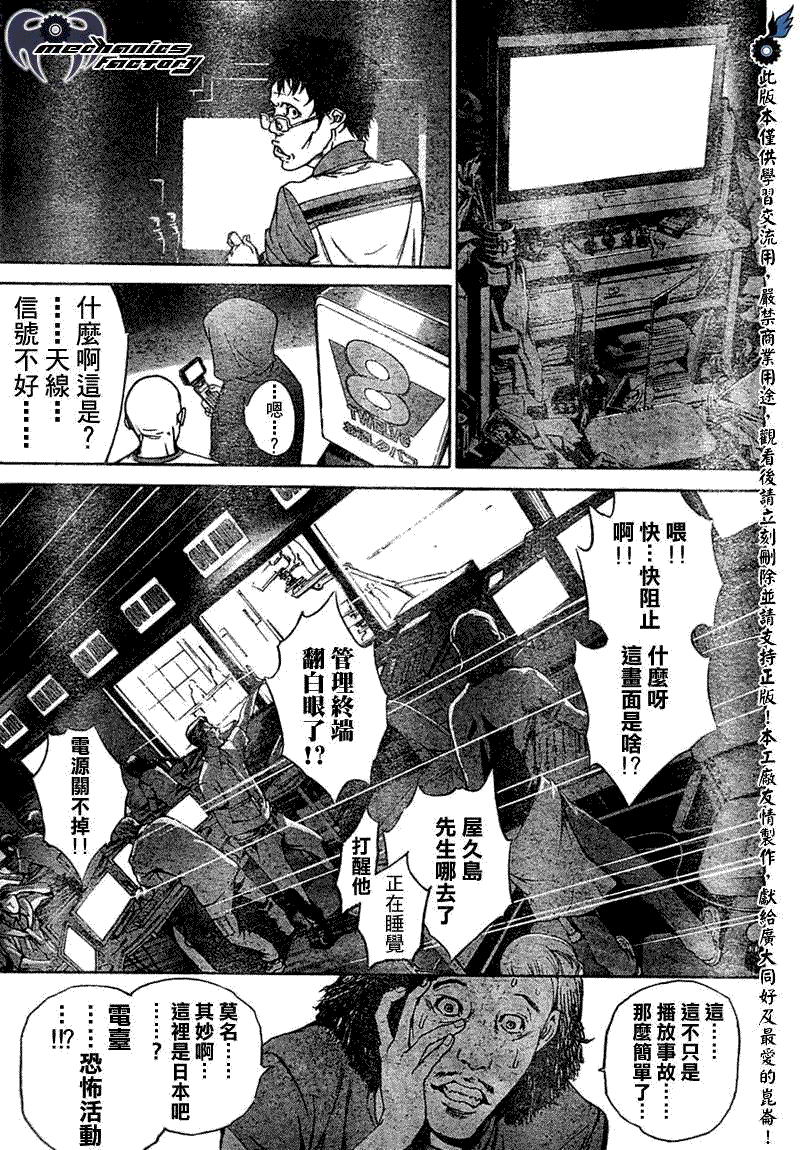 mechanics
factory
此版本僅供學習交流用，嚴禁商業用途，觀看後請立刻刪除並請支持正版！本工廠友情製作，獻給廣大同好及最愛的崑崙！
…嗯
…？
8
Twelve
什麼啊這是？
……天線…
信號不好……
喂!!
快…快阻止
啊!!
什麼呀
這畫面是啥!?
管理終端
翻白眼了!?
電源關不掉!!
屋久島
先生哪去了
正在睡覺
打醒他
這……
這不只是
播放事故…
那麼簡單了…
莫名……
其妙啊…
這裡是日本吧
……？
電臺
……恐怖活動
…!!?